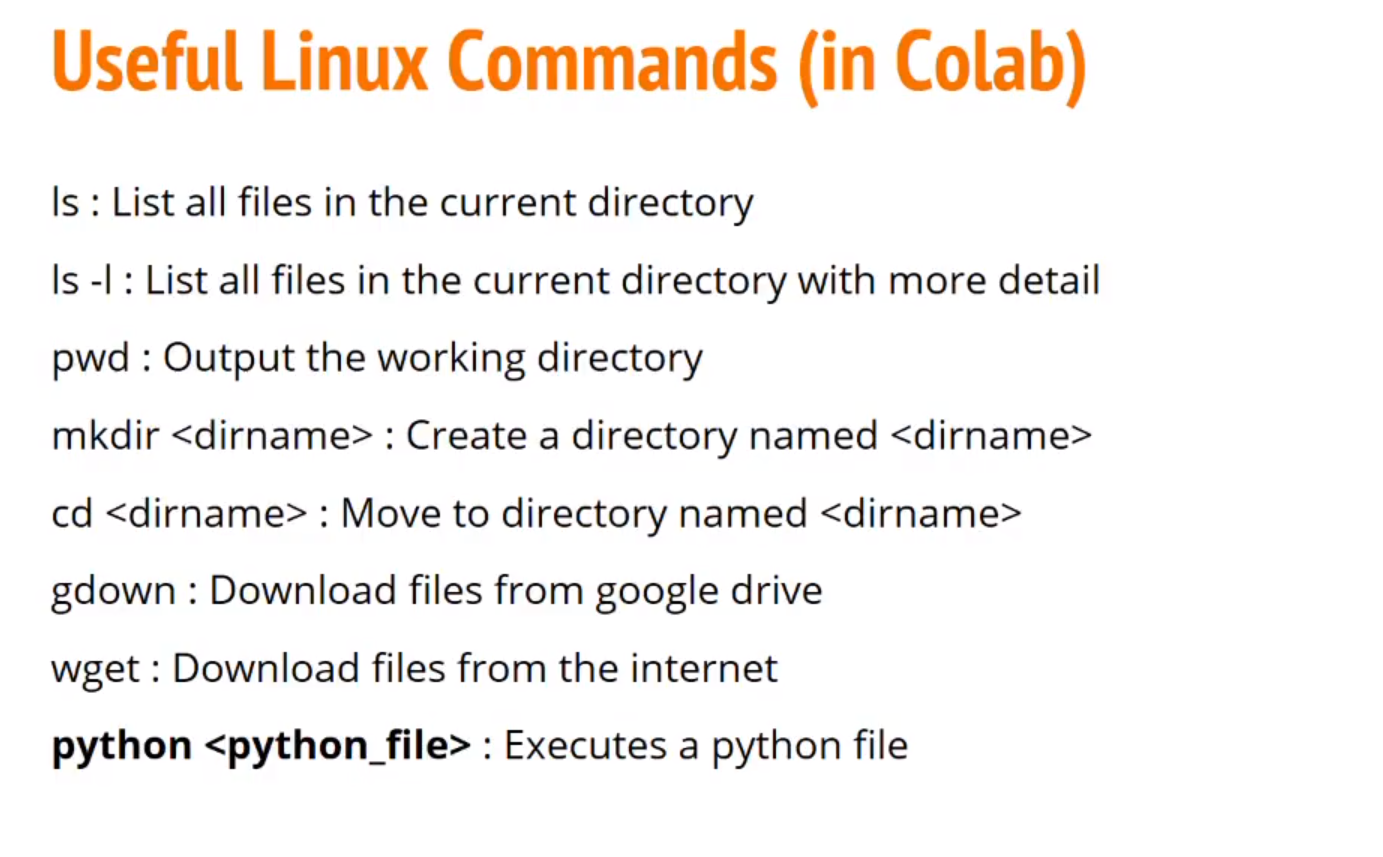 Useful Linux Commands (in Colab)
ls : List all files in the current directory
ls -l : List all files in the current directory with more detail
pwd : Output the working directory
mkdir <dirname> : Create a directory named <dirname>
cd <dirname> : Move to directory named <dirname>
gdown : Download files from google drive
wget : Download files from the internet
python <python_file> : Executes a python file